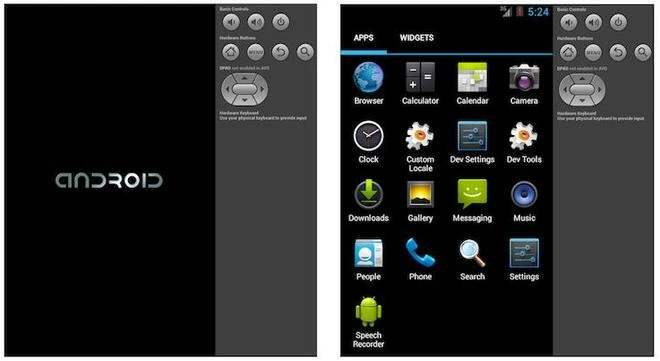 Basic Controls
Hardware Buttons
MENU
DPAD not enabled in AVD
Hardware Keyboard
Use your physical keyboard to provide input
ANDROID
3G 5:24
APPS WIDGETS
Browser Calculator Calendar Camera
Clock Custom Locale Dev Settings Dev Tools
Downloads Gallery Messaging Music
People Phone Search Settings
Speech Recorder
Basic Controls
Hardware Buttons
MENU
DPAD not enabled in AVD
Hardware Keyboard
Use your physical keyboard to provide input